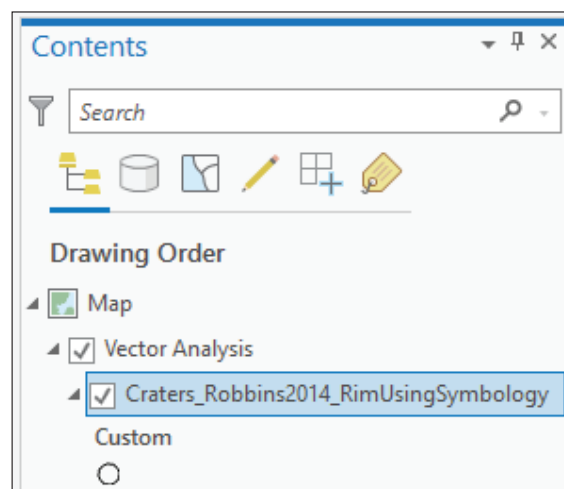 Contents
Search
Drawing Order
Map
Vector Analysis
Craters_Robbins2014_RimUsingSymbology
Custom